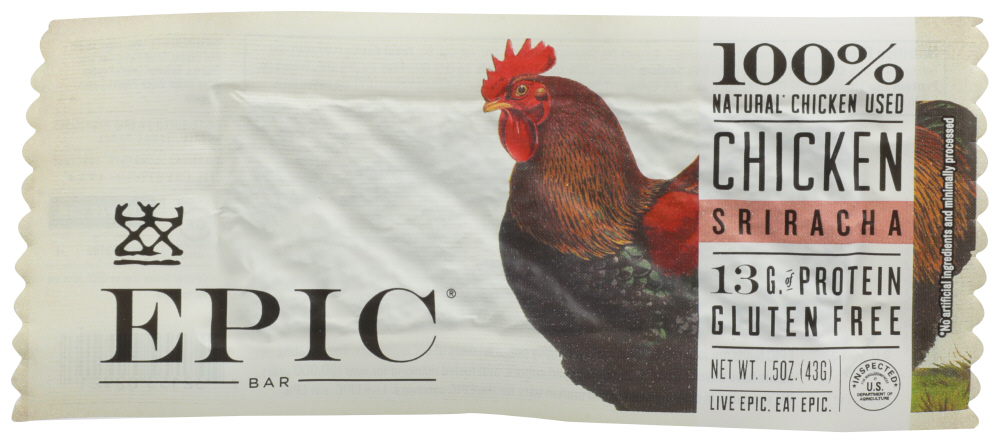 EPIC®
BAR
100%
NATURAL* CHICKEN USED
CHICKEN
SRIRACHA
13 G. of PROTEIN
GLUTEN FREE
NET WT. 1.5OZ. (43G)
LIVE EPIC. EAT EPIC.
INSPECTED
U.S.
DEPARTMENT OF
AGRICULTURE
*No artificial ingredients and minimally processed